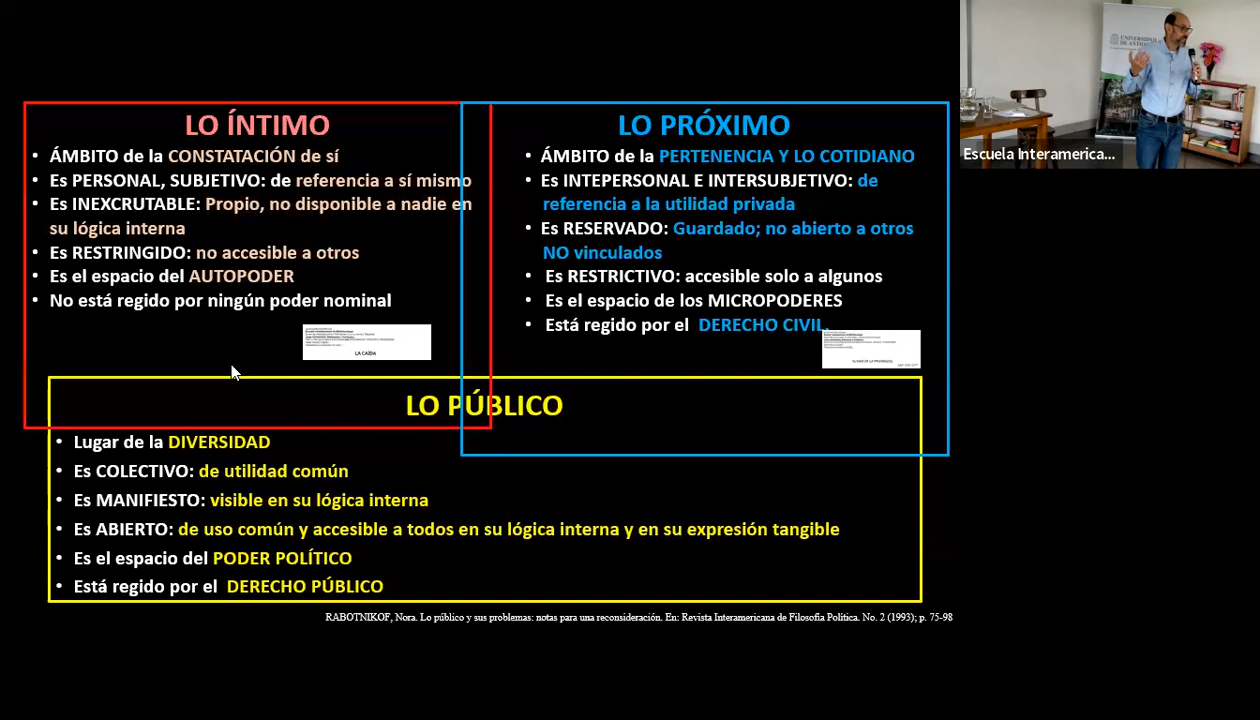 LO ÍNTIMO
• ÁMBITO de la CONSTATACIÓN de sí
• Es PERSONAL, SUBJETIVO: de referencia a sí mismo
• Es INEXCRUTABLE: Propio, no disponible a nadie en
su lógica interna
• Es RESTRINGIDO: no accesible a otros
• Es el espacio del AUTOPODER
• No está regido por ningún poder nominal
LA CAÍDA
LO PRÓXIMO
• ÁMBITO de la PERTENENCIA Y LO COTIDIANO
• Es INTEPERSONAL E INTERSUBJETIVO: de
referencia a la utilidad privada
• Es RESERVADO: Guardado; no abierto a otros
NO vinculados
• Es RESTRICTIVO: accesible solo a algunos
• Es el espacio de los MICROPODERES
• Está regido por el DERECHO CIVIL.
LO PÚBLICO
• Lugar de la DIVERSIDAD
• Es COLECTIVO: de utilidad común
• Es MANIFIESTO: visible en su lógica interna
• Es ABIERTO: de uso común y accesible a todos en su lógica interna y en su expresión tangible
• Es el espacio del PODER POLÍTICO
• Está regido por el DERECHO PÚBLICO
RABOTNIKOF, Nora. Lo público y sus problemas: notas para una reconsideración. En: Revista Interamericana de Filosofía Política. No. 2 (1993); p. 75-98
UNIVERSIDAD
DE ANTIOQ
Escuela Interamerica...